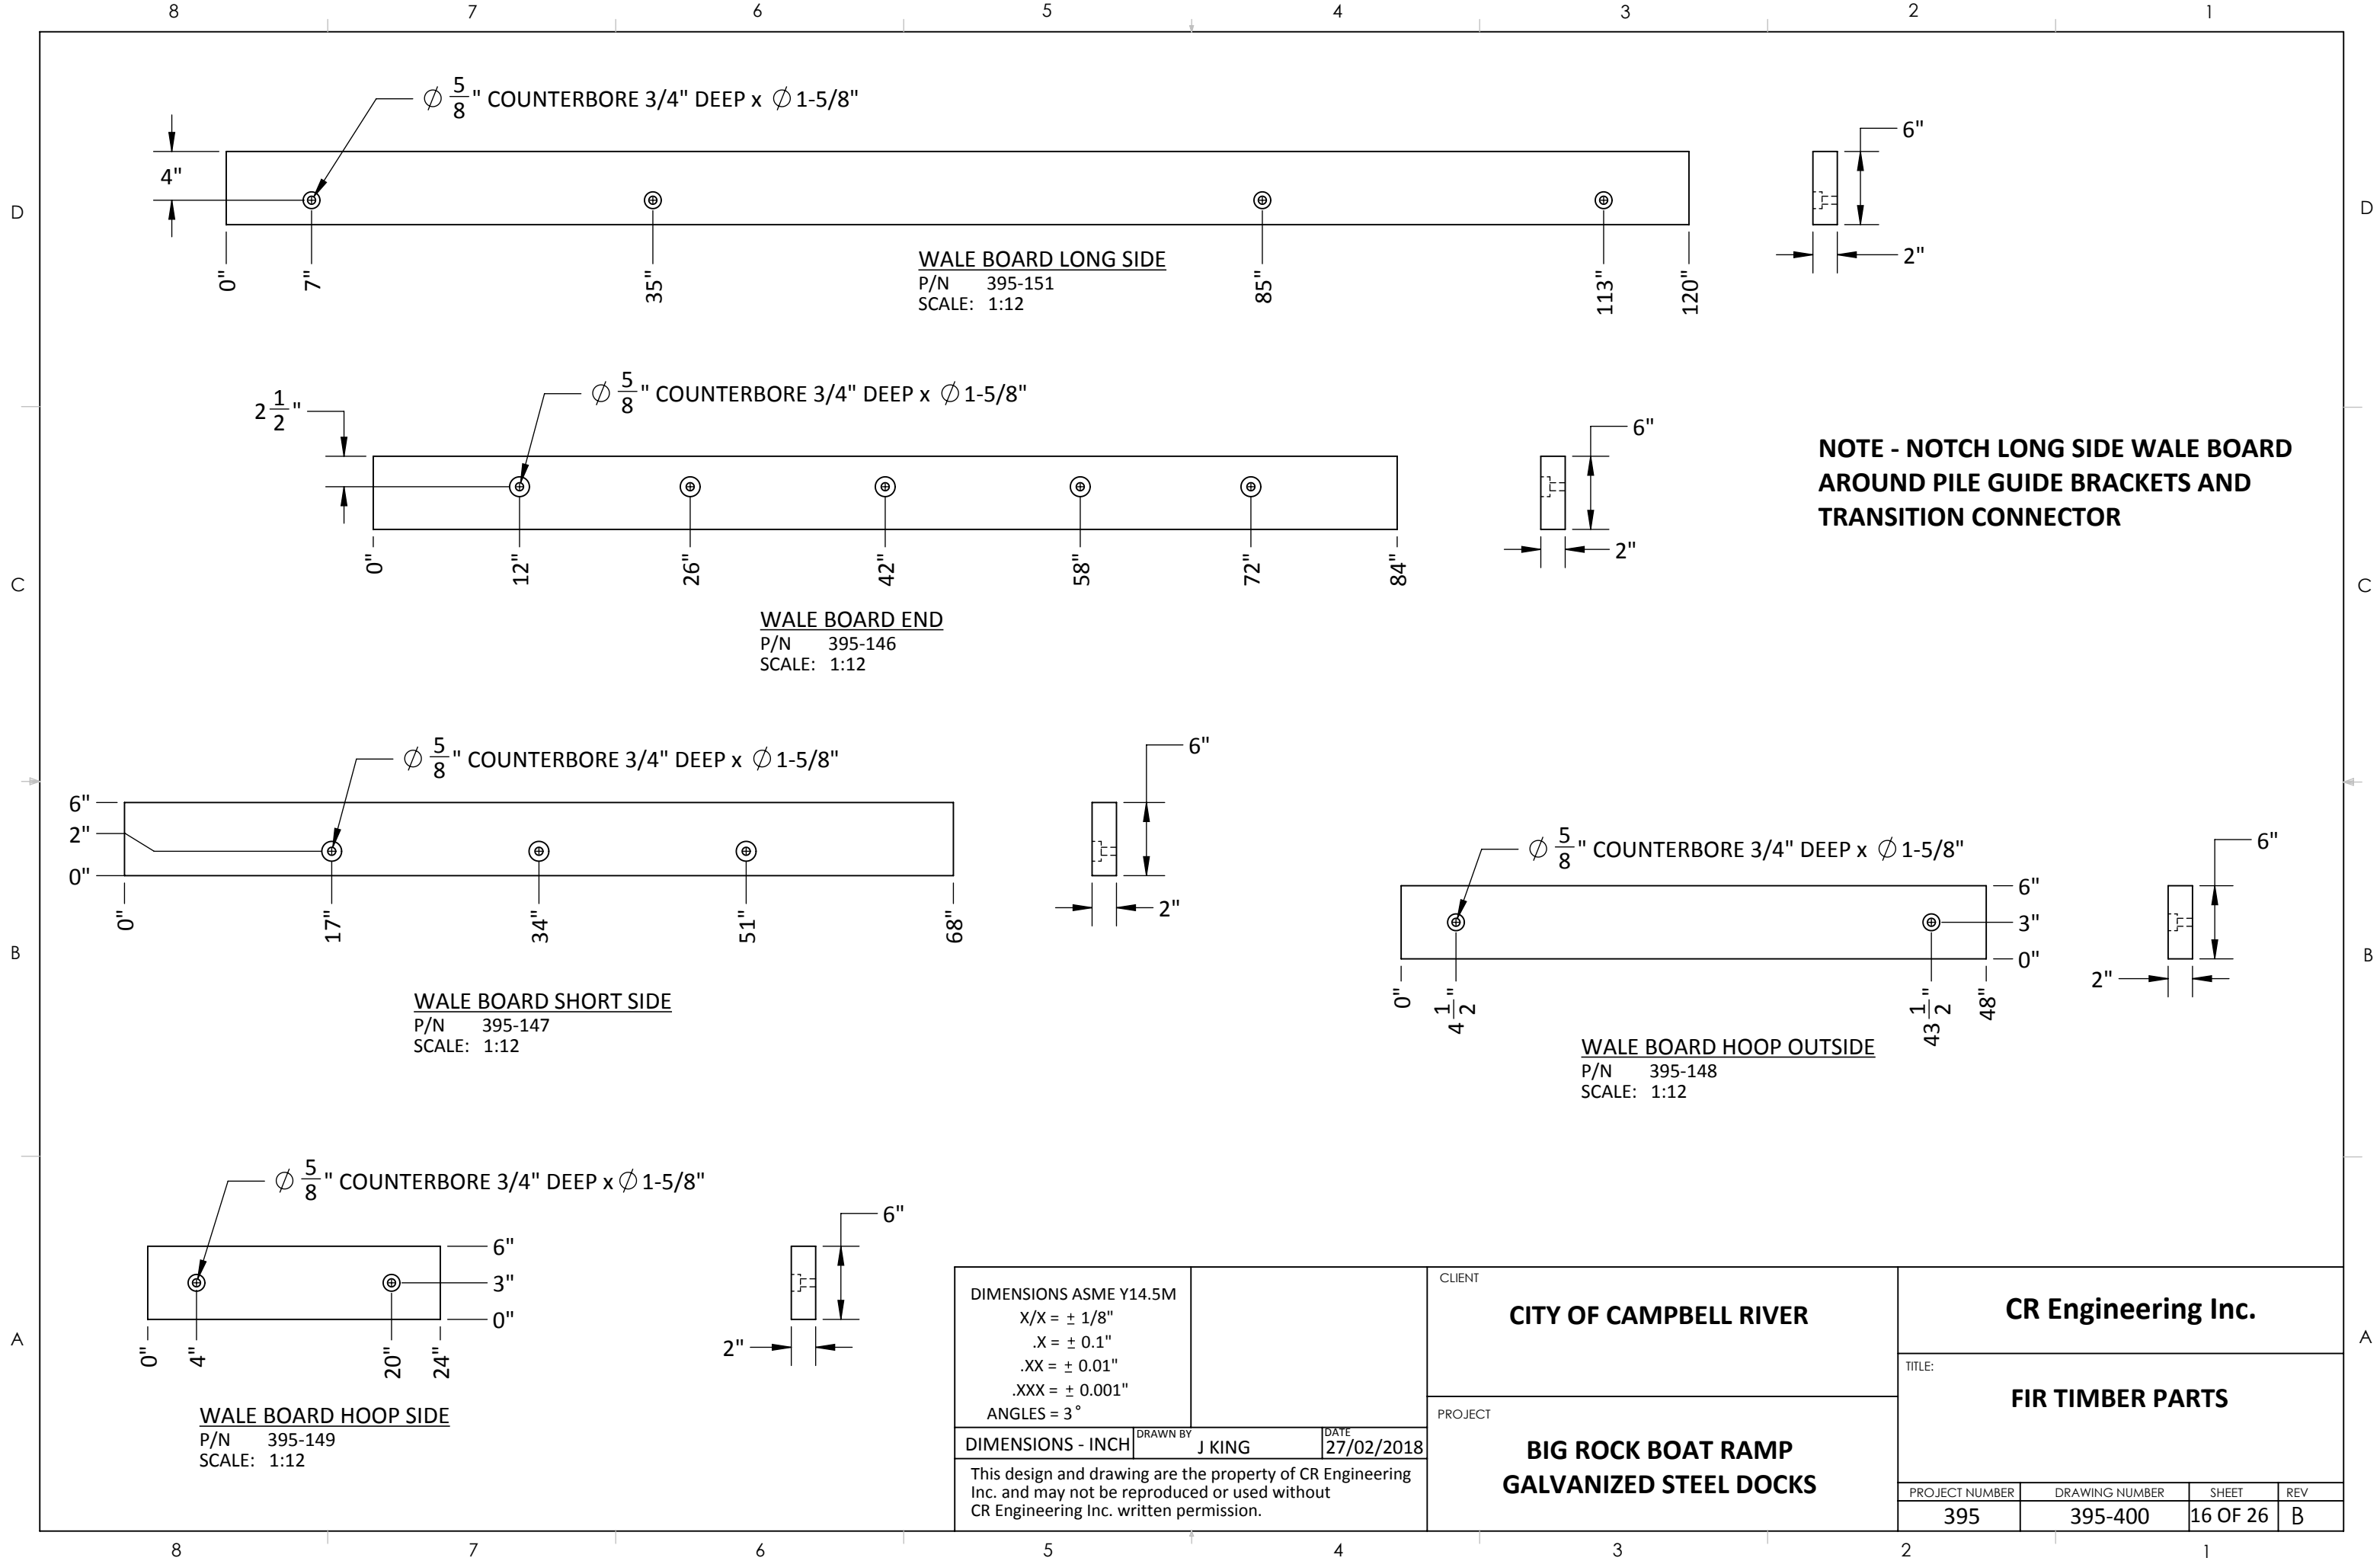 8 7 6 5 4 3 2 1
∅ 5/8" COUNTERBORE 3/4" DEEP x ∅ 1-5/8"
4"
6"
2"
D D
0" 7" 35" 85" 113" 120"
WALE BOARD LONG SIDE
P/N 395-151
SCALE: 1:12
∅ 5/8" COUNTERBORE 3/4" DEEP x ∅ 1-5/8"
2 1/2"
6"
2"
0" 12" 26" 42" 58" 72" 84"
NOTE - NOTCH LONG SIDE WALE BOARD
AROUND PILE GUIDE BRACKETS AND
TRANSITION CONNECTOR
C C
WALE BOARD END
P/N 395-146
SCALE: 1:12
∅ 5/8" COUNTERBORE 3/4" DEEP x ∅ 1-5/8"
6"
2"
0"
6"
2"
0" 17" 34" 51" 68"
WALE BOARD SHORT SIDE
P/N 395-147
SCALE: 1:12
∅ 5/8" COUNTERBORE 3/4" DEEP x ∅ 1-5/8"
6"
3"
0"
6"
2"
0" 4 1/2" 43 1/2" 48"
B B
WALE BOARD HOOP OUTSIDE
P/N 395-148
SCALE: 1:12
∅ 5/8" COUNTERBORE 3/4" DEEP x ∅ 1-5/8"
6"
3"
0"
6"
2"
0" 4" 20" 24"
A A
WALE BOARD HOOP SIDE
P/N 395-149
SCALE: 1:12
DIMENSIONS ASME Y14.5M
X/X = ± 1/8"
.X = ± 0.1"
.XX = ± 0.01"
.XXX = ± 0.001"
ANGLES = 3°
DIMENSIONS - INCH
DRAWN BY
J KING
DATE
27/02/2018
This design and drawing are the property of CR Engineering
Inc. and may not be reproduced or used without
CR Engineering Inc. written permission.
CLIENT
CITY OF CAMPBELL RIVER
PROJECT
BIG ROCK BOAT RAMP
GALVANIZED STEEL DOCKS
CR Engineering Inc.
TITLE:
FIR TIMBER PARTS
PROJECT NUMBER DRAWING NUMBER SHEET REV
395 395-400 16 OF 26 B
8 7 6 5 4 3 2 1